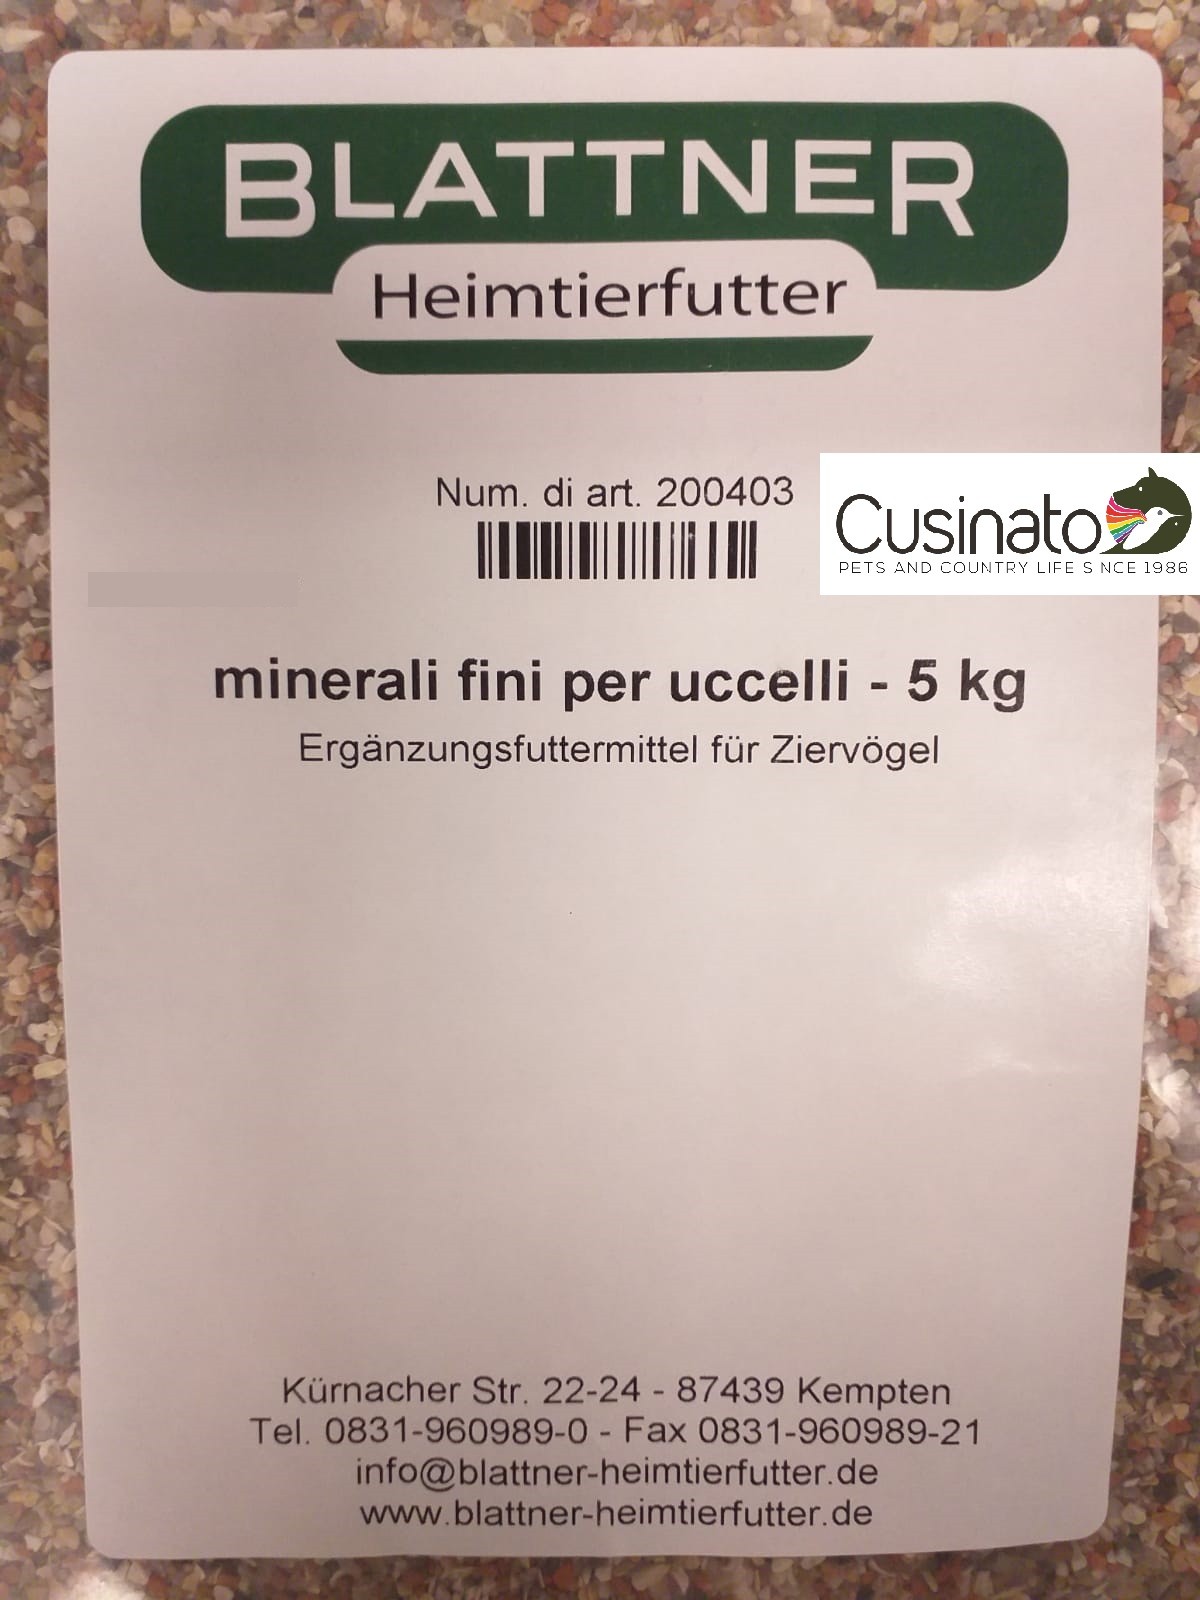 BLATTNER
Heimtierfutter
Num. di art. 200403
Cusinato
PETS AND COUNTRY LIFE S NCE 1986
minerali fini per uccelli - 5 kg
Ergänzungsfuttermittel für Ziervögel
Kürnacher Str. 22-24 - 87439 Kempten
Tel. 0831-960989-0 - Fax 0831-960989-21
info@blattner-heimtierfutter.de
www.blattner-heimtierfutter.de